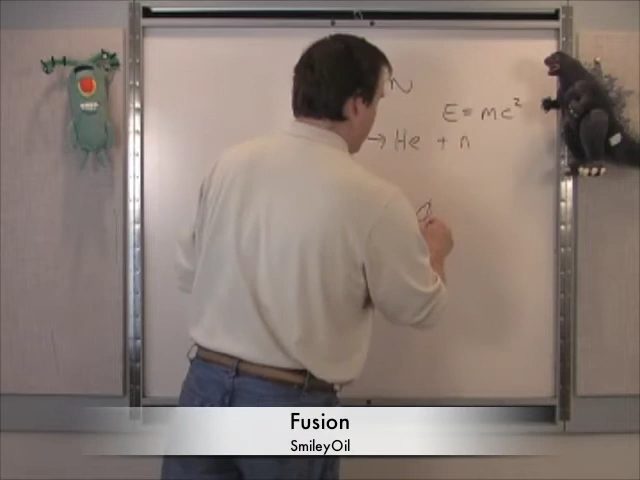 N
E = mc²
→ He + n
Fusion
SmileyOil